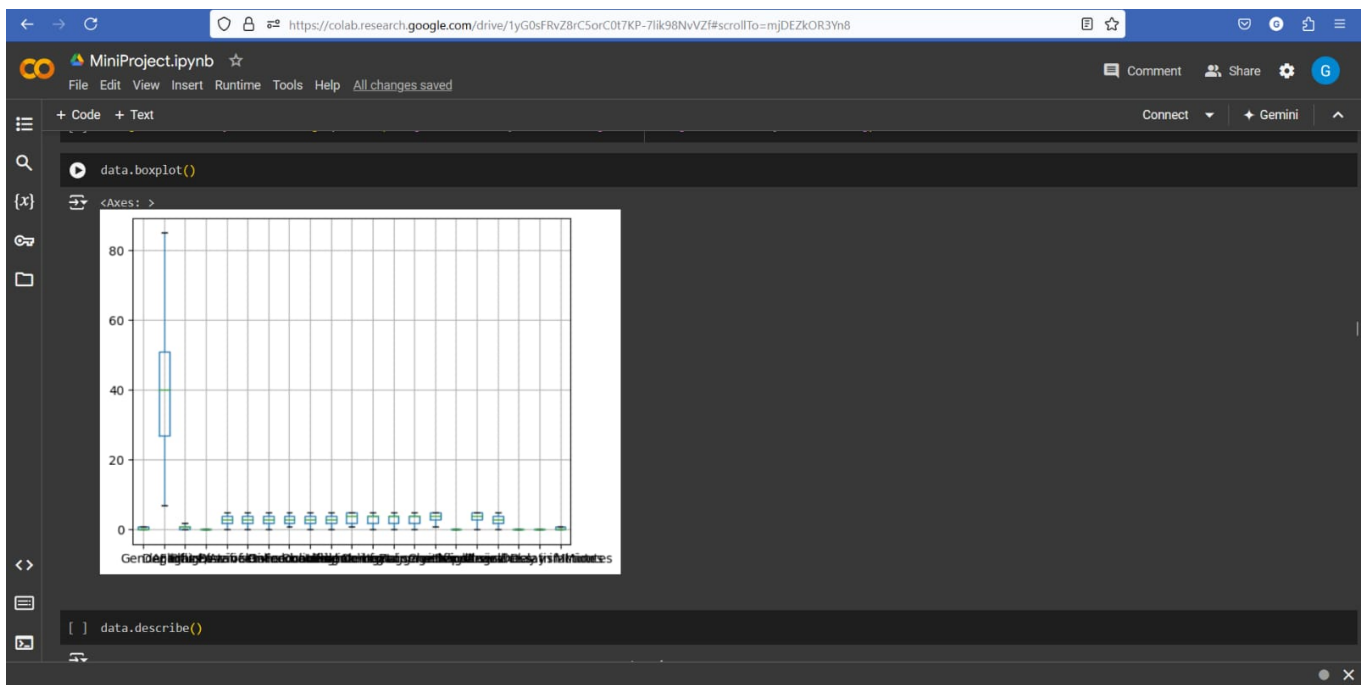 https://colab.research.google.com/drive/1yG0sFRvZ8rC5orC0t7KP-7lik98NvVZf#scrollTo=mjDEZkOR3Yn8
MiniProject.ipynb
Comment Share G
File Edit View Insert Runtime Tools Help All changes saved
+ Code + Text Connect Gemini
data.boxplot()
{x}
<Axes: >
80
60
40
20
0
[ ] data.describe()